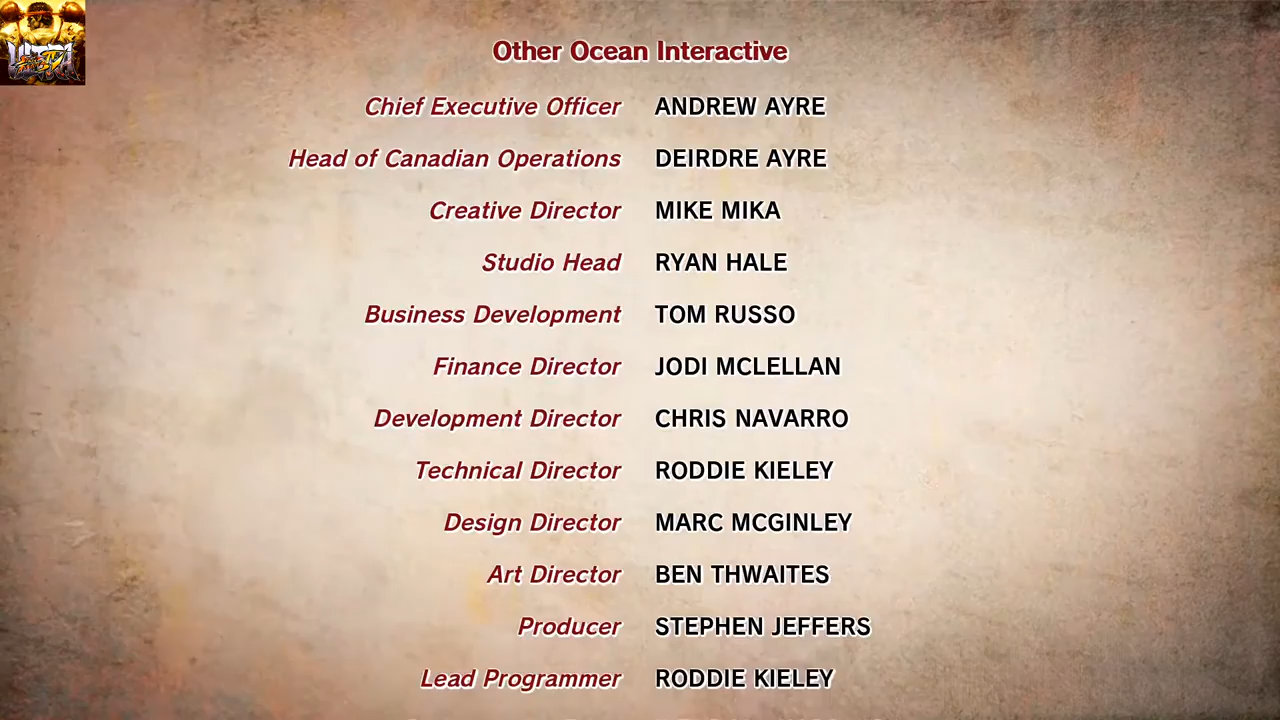 ULTRA
Other Ocean Interactive
Chief Executive Officer ANDREW AYRE
Head of Canadian Operations DEIRDRE AYRE
Creative Director MIKE MIKA
Studio Head RYAN HALE
Business Development TOM RUSSO
Finance Director JODI MCLELLAN
Development Director CHRIS NAVARRO
Technical Director RODDIE KIELEY
Design Director MARC MCGINLEY
Art Director BEN THWAITES
Producer STEPHEN JEFFERS
Lead Programmer RODDIE KIELEY